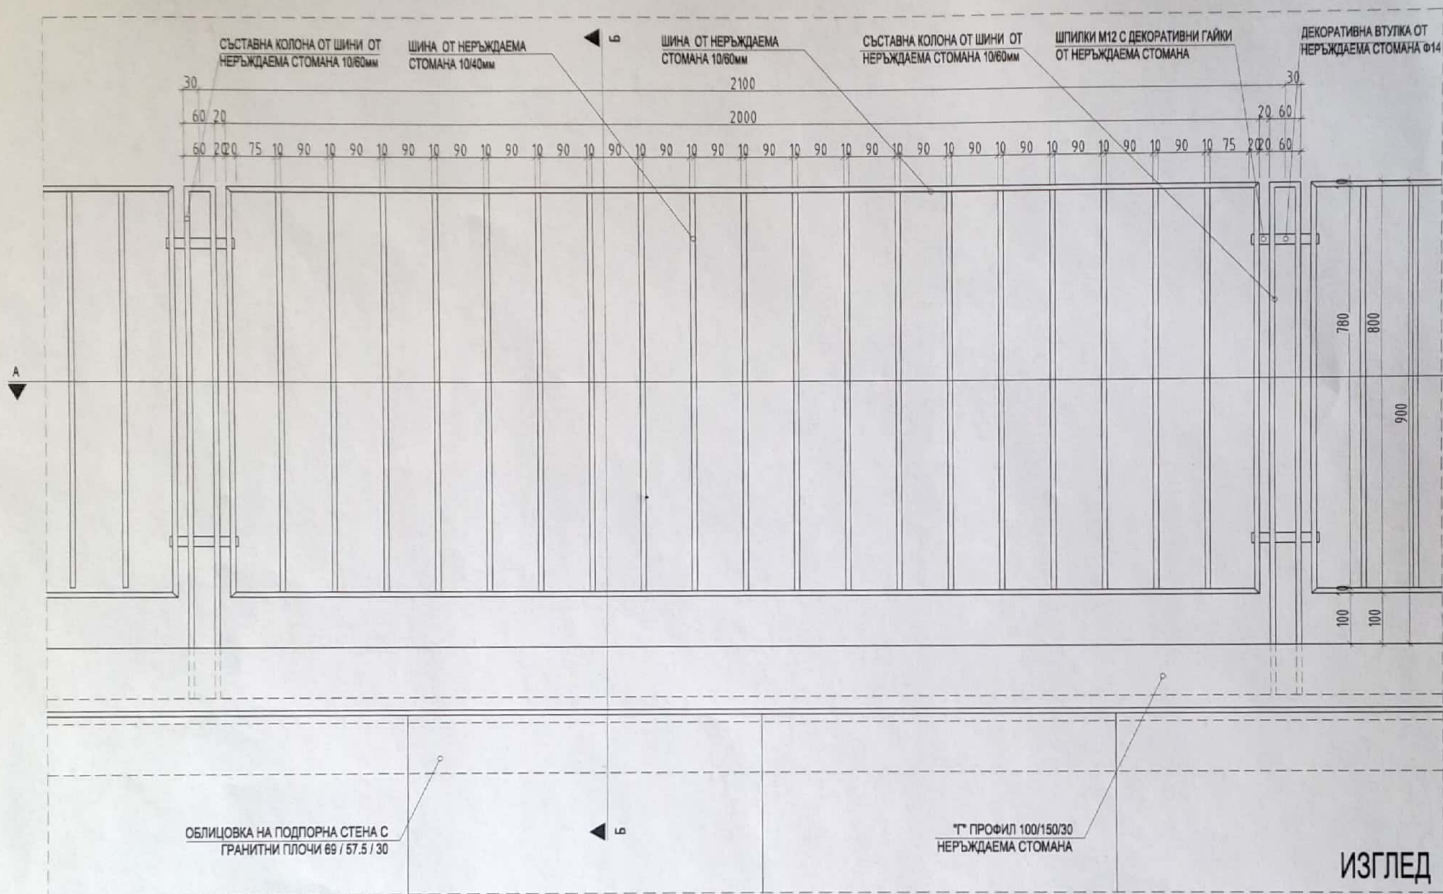 СЪСТАВНА КОЛОНА ОТ ШИНИ ОТ
НЕРЪЖДАЕМА СТОМАНА 10/60мм
ШИНА ОТ НЕРЪЖДАЕМА
СТОМАНА 10/40мм
Б
ШИНА ОТ НЕРЪЖДАЕМА
СТОМАНА 10/60мм
СЪСТАВНА КОЛОНА ОТ ШИНИ ОТ
НЕРЪЖДАЕМА СТОМАНА 10/60мм
ШПИЛКИ М12 С ДЕКОРАТИВНИ ГАЙКИ
ОТ НЕРЪЖДАЕМА СТОМАНА
ДЕКОРАТИВНА ВТУЛКА ОТ
НЕРЪЖДАЕМА СТОМАНА Ф14
30 2100 30
60 20 2000 20 60
60 20 20 75 10 90 10 90 10 90 10 90 10 90 10 90 10 90 10 90 10 90 10 90 10 90 10 90 10 90 10 90 10 90 10 90 10 90 10 90 10 75 20 20 60
10
А
780
800
900
10
100
100
ОБЛИЦОВКА НА ПОДПОРНА СТЕНА С
ГРАНИТНИ ПЛОЧИ 69 / 57.5 / 30
Б
"Г" ПРОФИЛ 100/150/30
НЕРЪЖДАЕМА СТОМАНА
ИЗГЛЕД